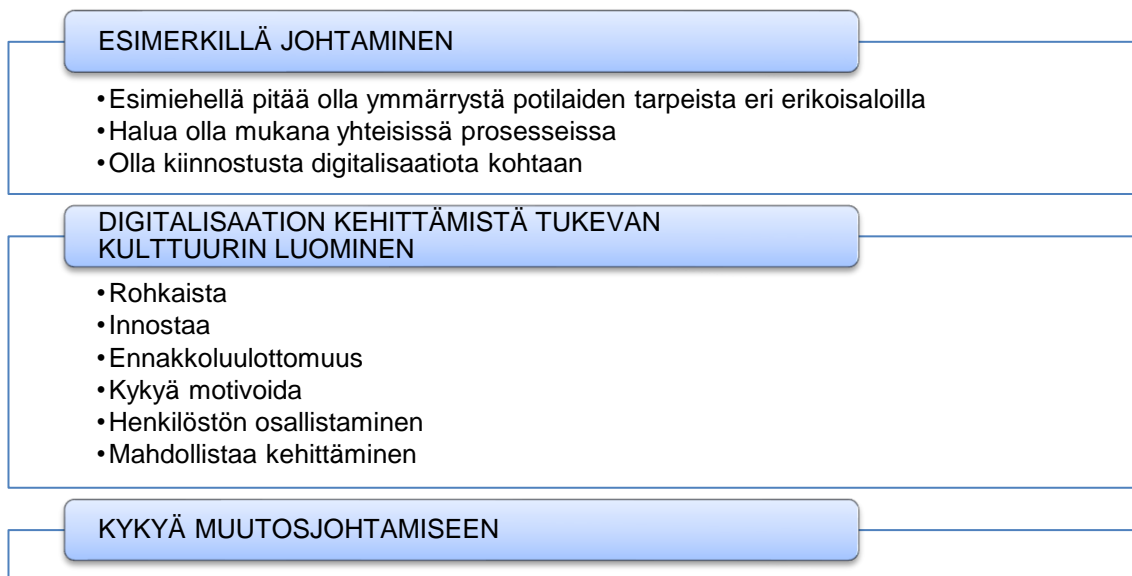 ESIMERKILLÄ JOHTAMINEN
•Esimiehellä pitää olla ymmärrystä potilaiden tarpeista eri erikoisaloilla
•Halua olla mukana yhteisissä prosesseissa
•Olla kiinnostusta digitalisaatiota kohtaan
DIGITALISAATION KEHITTÄMISTÄ TUKEVAN
KULTTUURIN LUOMINEN
•Rohkaista
•Innostaa
•Ennakkoluulottomuus
•Kykyä motivoida
•Henkilöstön osallistaminen
•Mahdollistaa kehittäminen
KYKYÄ MUUTOSJOHTAMISEEN